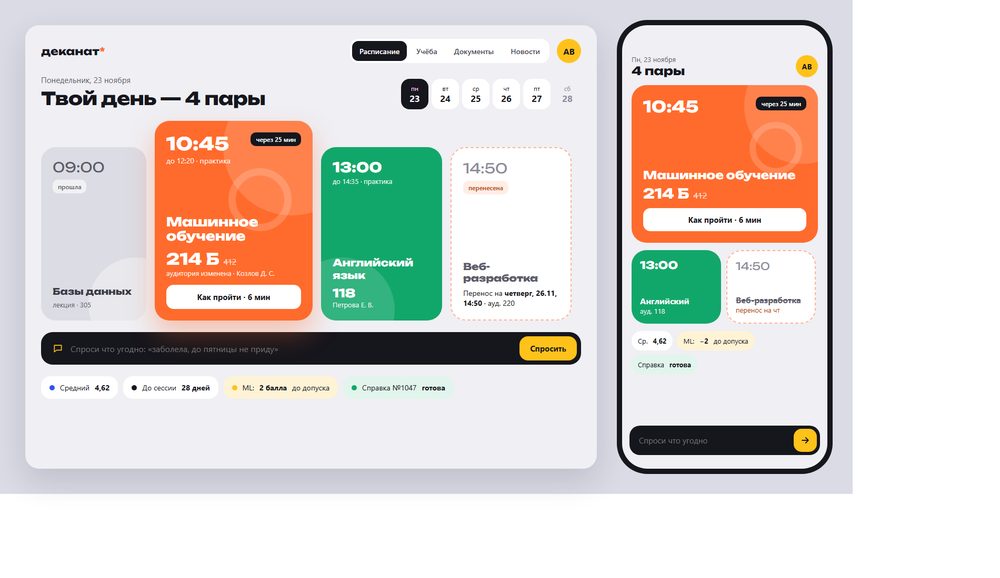 деканат*
Расписание Учёба Документы Новости АВ
Понедельник, 23 ноября
Твой день — 4 пары
пн вт ср чт пт сб
23 24 25 26 27 28
09:00
прошла
Базы данных
лекция · 305
10:45
через 25 мин
до 12:20 · практика
Машинное
обучение
214 Б 412
аудитория изменена · Козлов Д. С.
Как пройти · 6 мин
13:00
до 14:35 · практика
Английский
язык
118
Петрова Е. В.
14:50
перенесена
Веб-
разработка
Перенос на четверг, 26.11,
14:50 · ауд. 220
Спроси что угодно: «заболела, до пятницы не приду»
Спросить
Средний 4,62
До сессии 28 дней
ML: 2 балла до допуска
Справка №1047 готова
Пн, 23 ноября
4 пары
АВ
10:45
через 25 мин
Машинное обучение
214 Б 412
Как пройти · 6 мин
13:00
Английский
ауд. 118
14:50
Веб-разработка
перенос на чт
Ср. 4,62
ML: −2 до допуска
Справка готова
Спроси что угодно